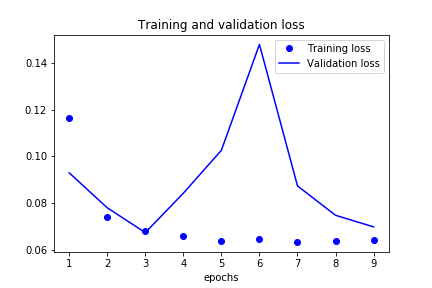 Training and validation loss
Training loss
Validation loss
0.14
0.12
0.10
0.08
0.06
1 2 3 4 5 6 7 8 9
epochs